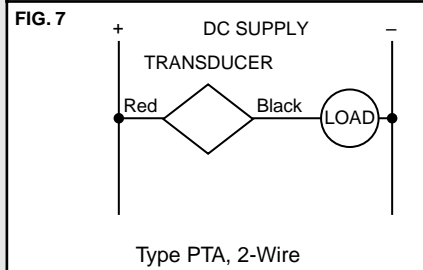 FIG. 7
+ DC SUPPLY –
TRANSDUCER
Red Black LOAD
Type PTA, 2-Wire